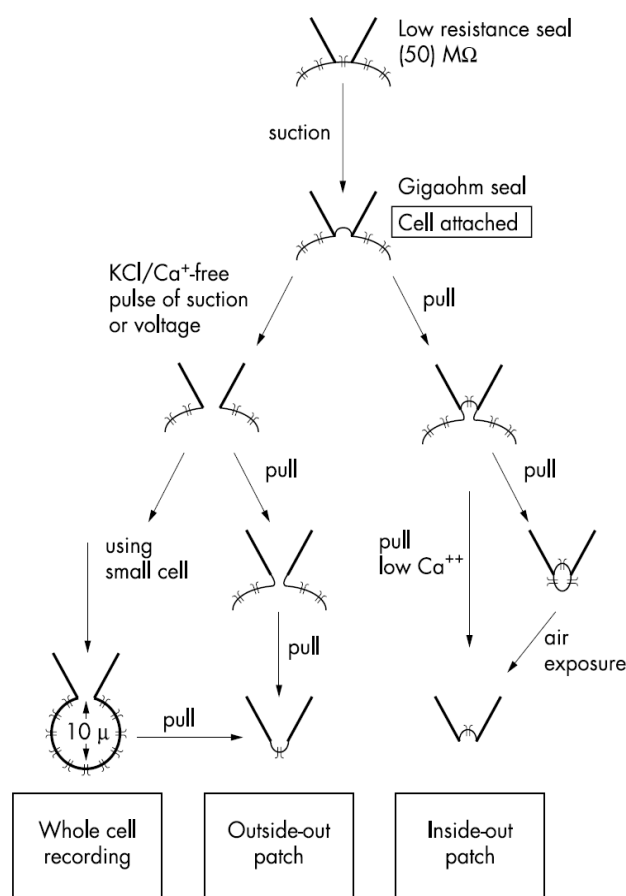 Low resistance seal
(50) MΩ
suction
Gigaohm seal
Cell attached
KCl/Ca⁺-free
pulse of suction
or voltage
pull
pull
pull
using
small cell
pull
low Ca⁺⁺
pull
air
exposure
10 μ
pull
Whole cell
recording
Outside-out
patch
Inside-out
patch